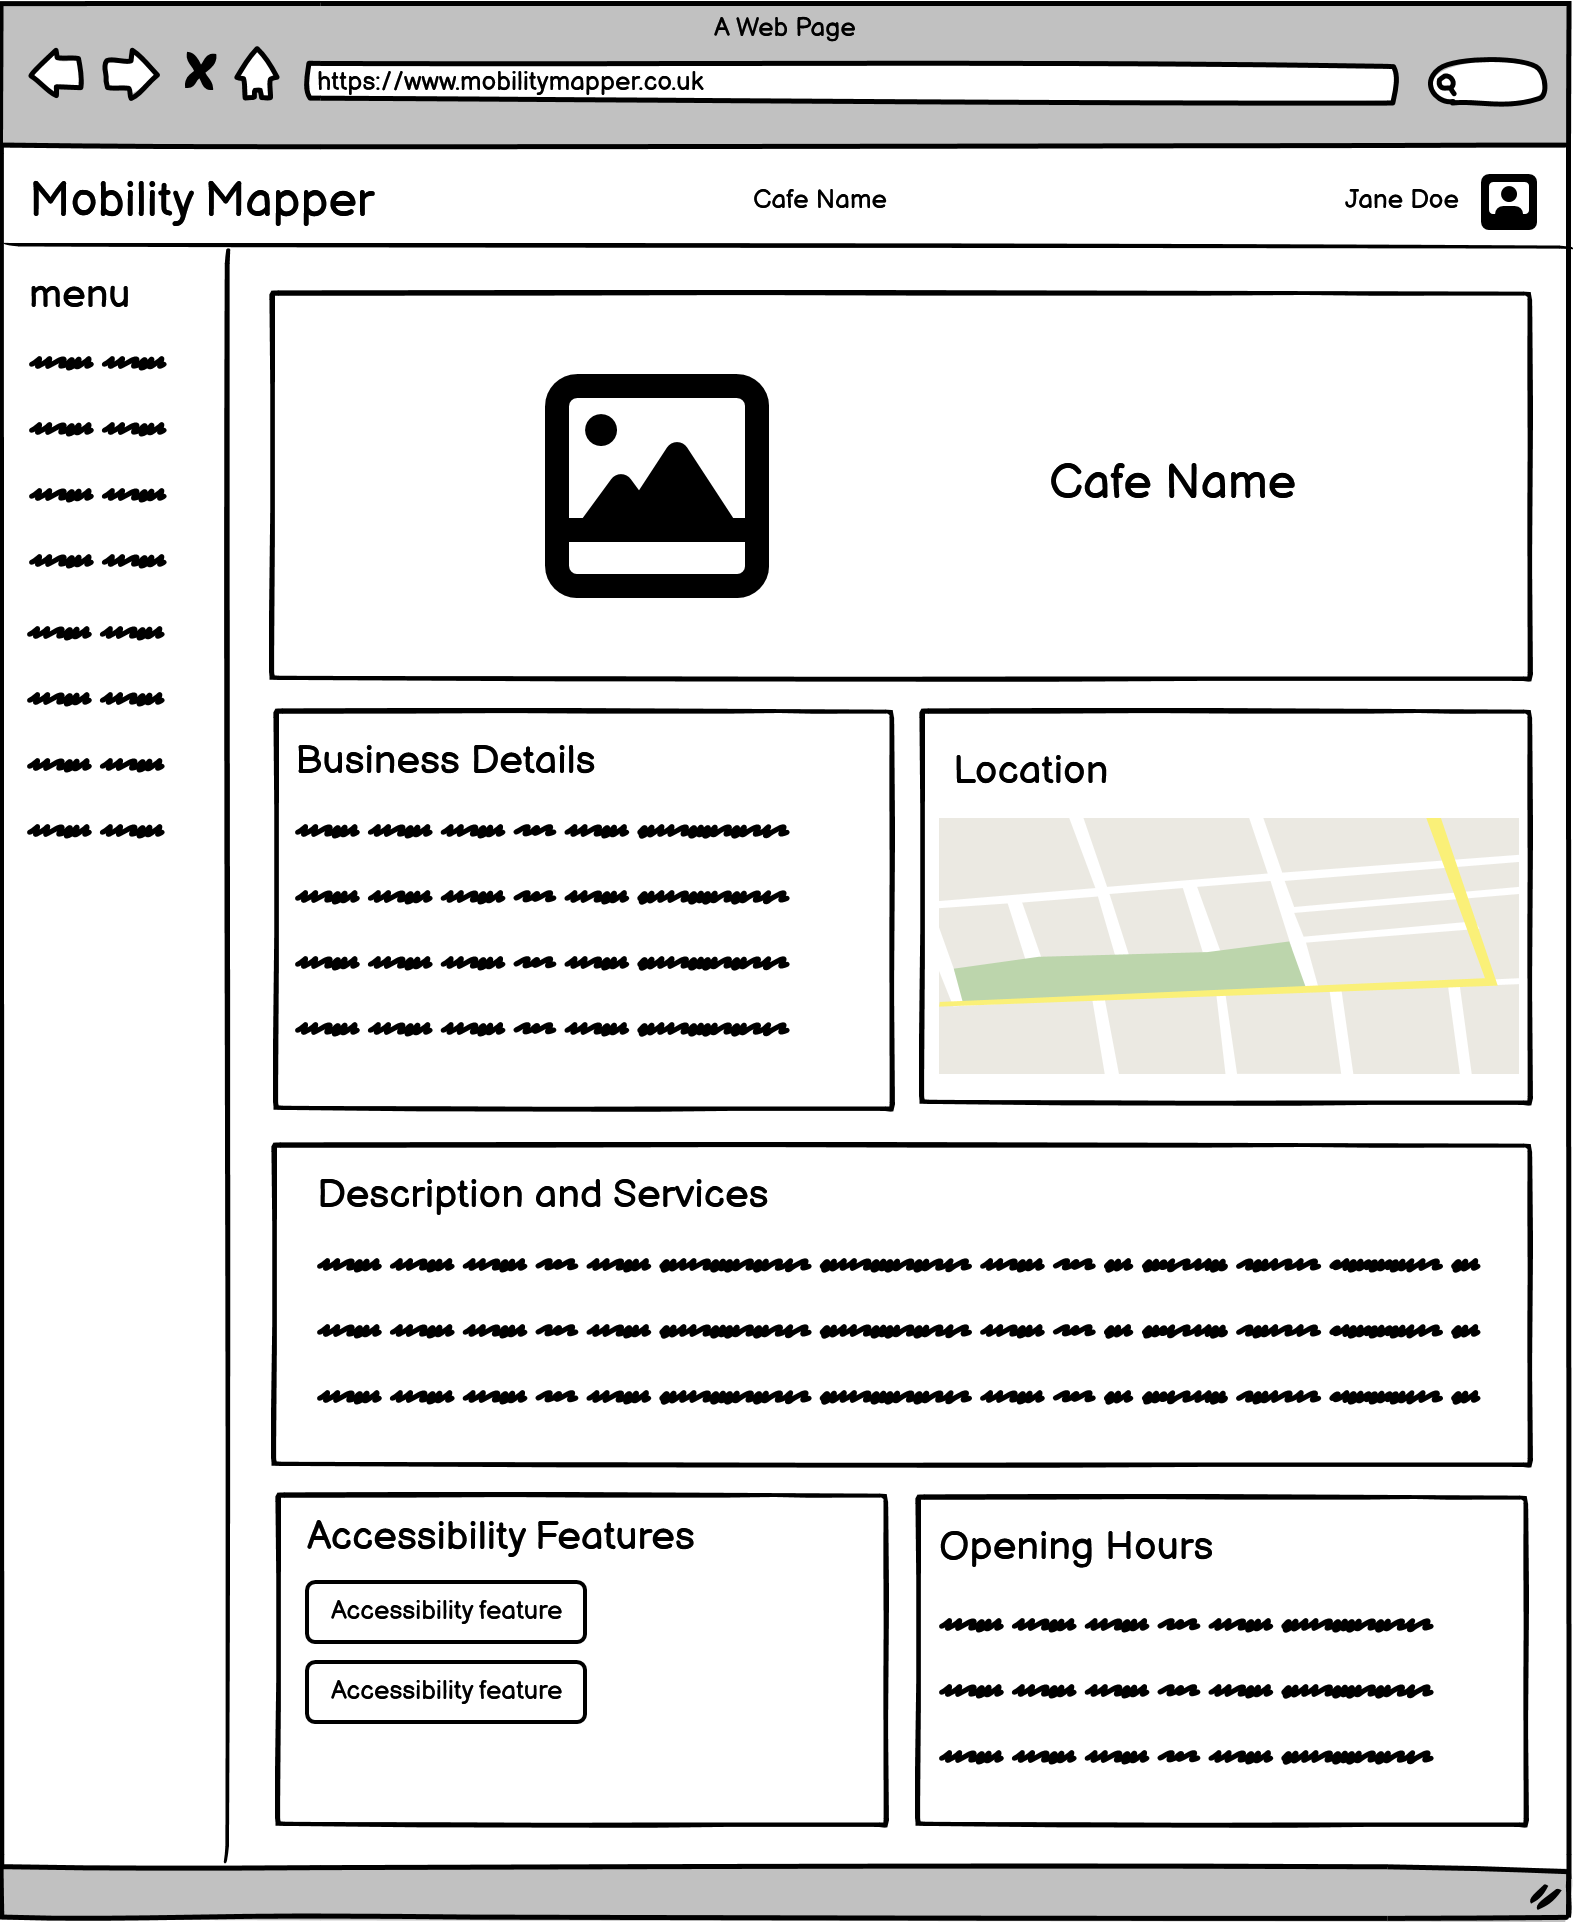 A Web Page
https://www.mobilitymapper.co.uk
Mobility Mapper
Cafe Name
Jane Doe
menu
Cafe Name
Business Details
Location
Description and Services
Accessibility Features
Accessibility feature
Accessibility feature
Opening Hours